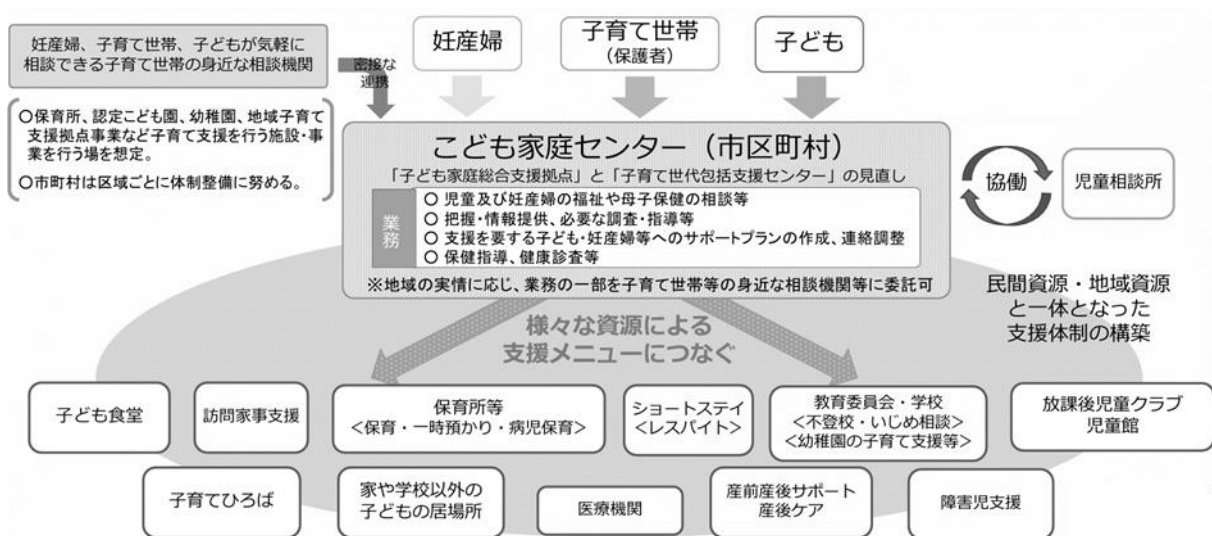 妊産婦、子育て世帯、子どもが気軽に
相談できる子育て世帯の身近な相談機関
○保育所、認定こども園、幼稚園、地域子育て
支援拠点事業など子育て支援を行う施設・事
業を行う場を想定。
○市町村は区域ごとに体制整備に努める。
密接な
連携
妊産婦
子育て世帯
(保護者)
子ども
こども家庭センター(市区町村)
「子ども家庭総合支援拠点」と「子育て世代包括支援センター」の見直し
業務
○ 児童及び妊産婦の福祉や母子保健の相談等
○ 把握・情報提供、必要な調査・指導等
○ 支援を要する子ども・妊産婦等へのサポートプランの作成、連絡調整
○ 保健指導、健康診査等
※地域の実情に応じ、業務の一部を子育て世帯等の身近な相談機関等に委託可
協働
児童相談所
民間資源・地域資源
と一体となった
支援体制の構築
様々な資源による
支援メニューにつなぐ
子ども食堂
訪問家事支援
保育所等
<保育・一時預かり・病児保育>
ショートステイ
<レスパイト>
教育委員会・学校
<不登校・いじめ相談>
<幼稚園の子育て支援等>
放課後児童クラブ
児童館
子育てひろば
家や学校以外の
子どもの居場所
医療機関
産前産後サポート
産後ケア
障害児支援